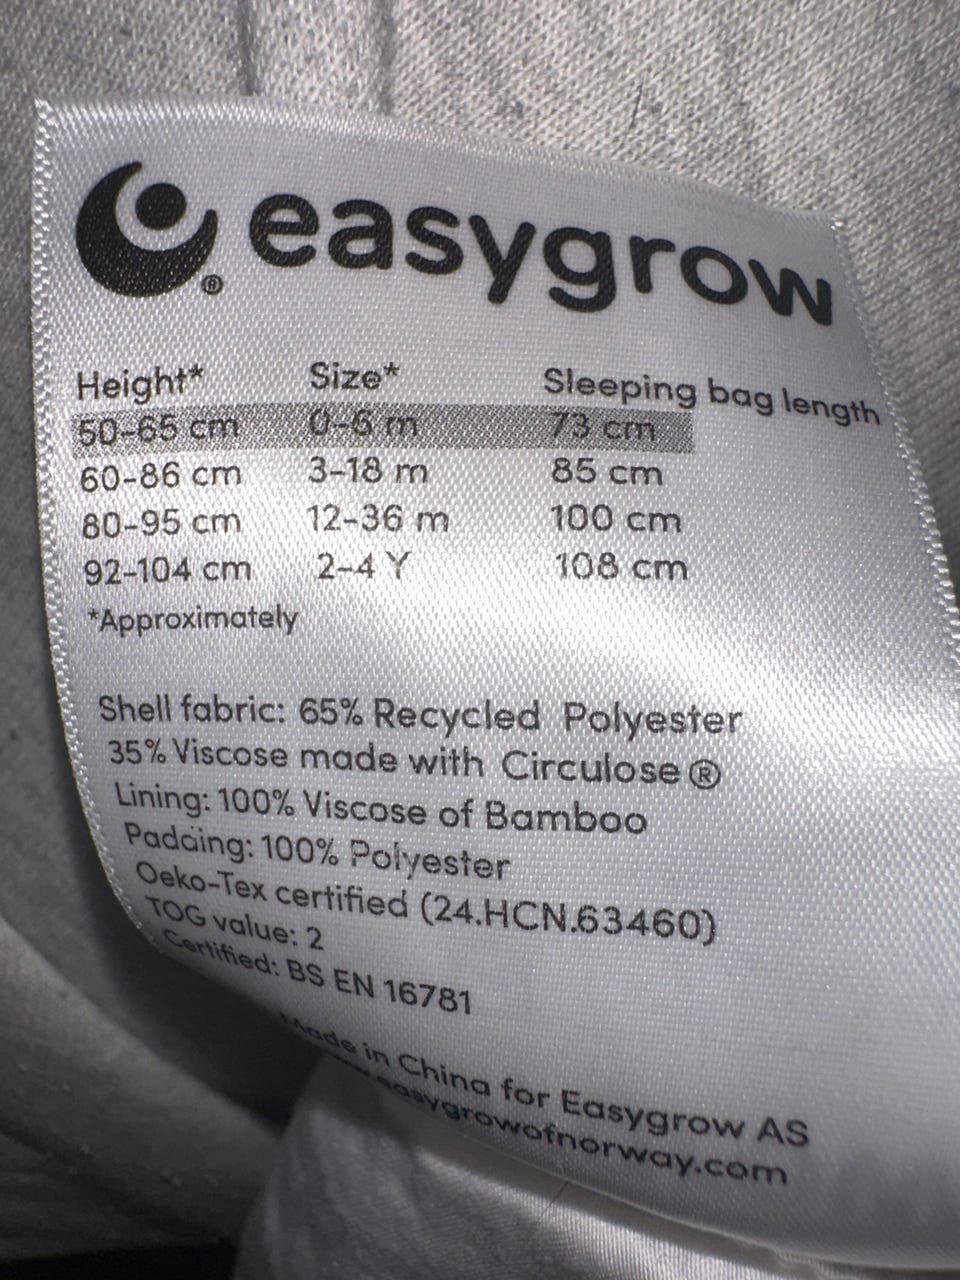 easygrow
®
Height* Size* Sleeping bag length
50-65 cm 0-6 m 73 cm
60-86 cm 3-18 m 85 cm
80-95 cm 12-36 m 100 cm
92-104 cm 2-4 Y 108 cm
*Approximately
Shell fabric: 65% Recycled Polyester
35% Viscose made with Circulose®
Lining: 100% Viscose of Bamboo
Padding: 100% Polyester
Oeko-Tex certified (24.HCN.63460)
TOG value: 2
Certified: BS EN 16781
Made in China for Easygrow AS
www.easygrowofnorway.com